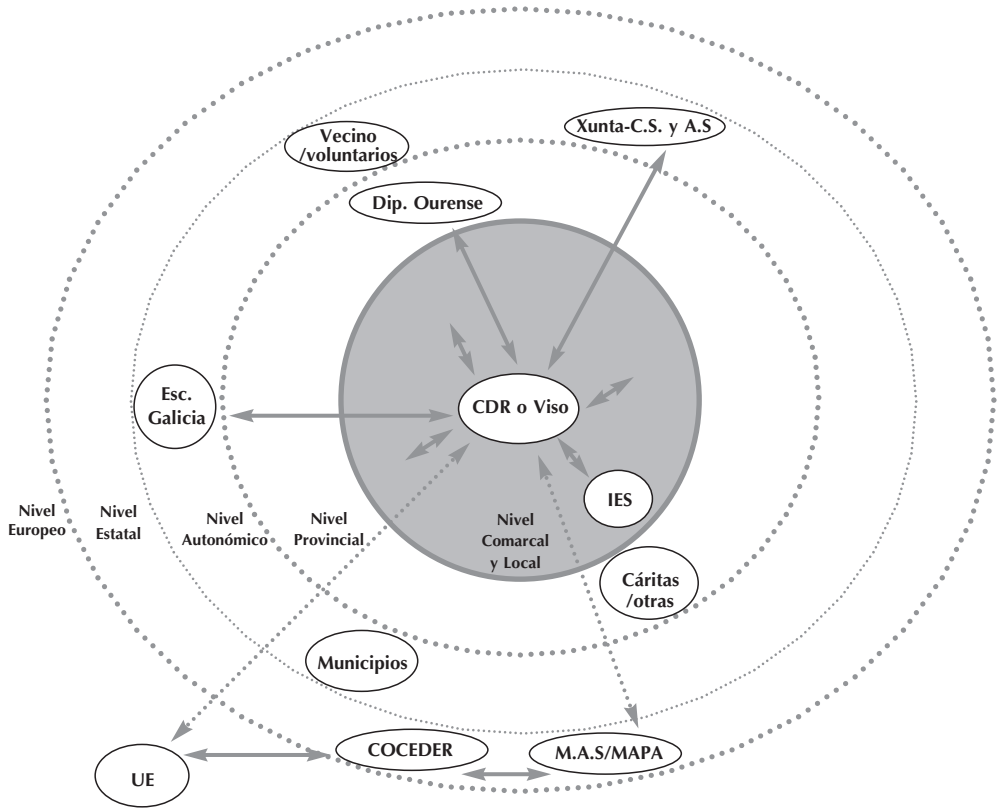 Vecino
/voluntarios
Xunta-C.S. y A.S
Dip. Ourense
Esc.
Galicia
CDR o Viso
IES
Nivel
Europeo
Nivel
Estatal
Nivel
Autonómico
Nivel
Provincial
Nivel
Comarcal
y Local
Cáritas
/otras
Municipios
COCEDER
M.A.S/MAPA
UE